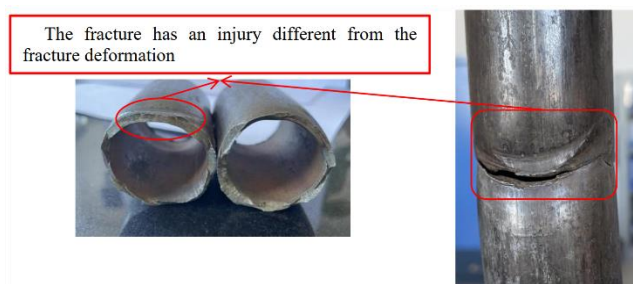 The fracture has an injury different from the
fracture deformation